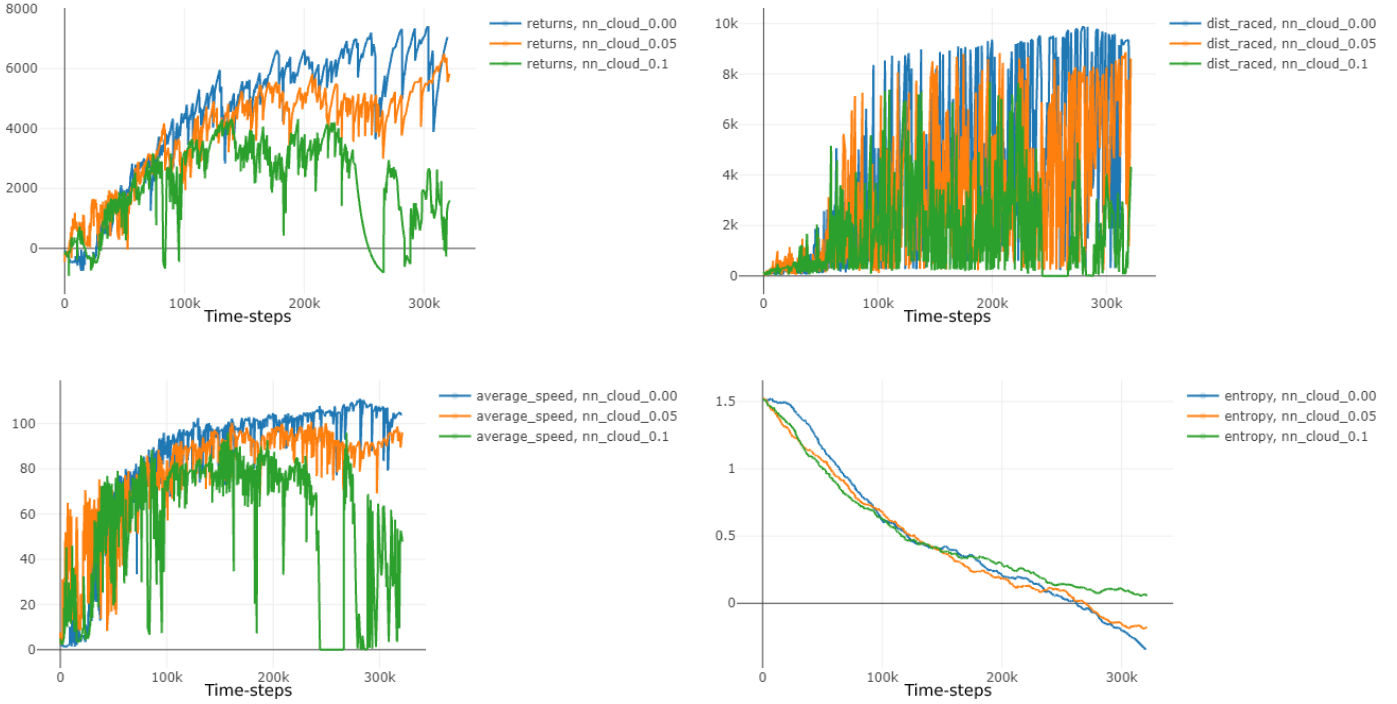 8000
6000
4000
2000
0
0
100k
200k
300k
Time-steps
returns, nn_cloud_0.00
returns, nn_cloud_0.05
returns, nn_cloud_0.1
10k
8k
6k
4k
2k
0
0
100k
200k
300k
Time-steps
dist_raced, nn_cloud_0.00
dist_raced, nn_cloud_0.05
dist_raced, nn_cloud_0.1
100
80
60
40
20
0
0
100k
200k
300k
Time-steps
average_speed, nn_cloud_0.00
average_speed, nn_cloud_0.05
average_speed, nn_cloud_0.1
1.5
1
0.5
0
0
100k
200k
300k
Time-steps
entropy, nn_cloud_0.00
entropy, nn_cloud_0.05
entropy, nn_cloud_0.1